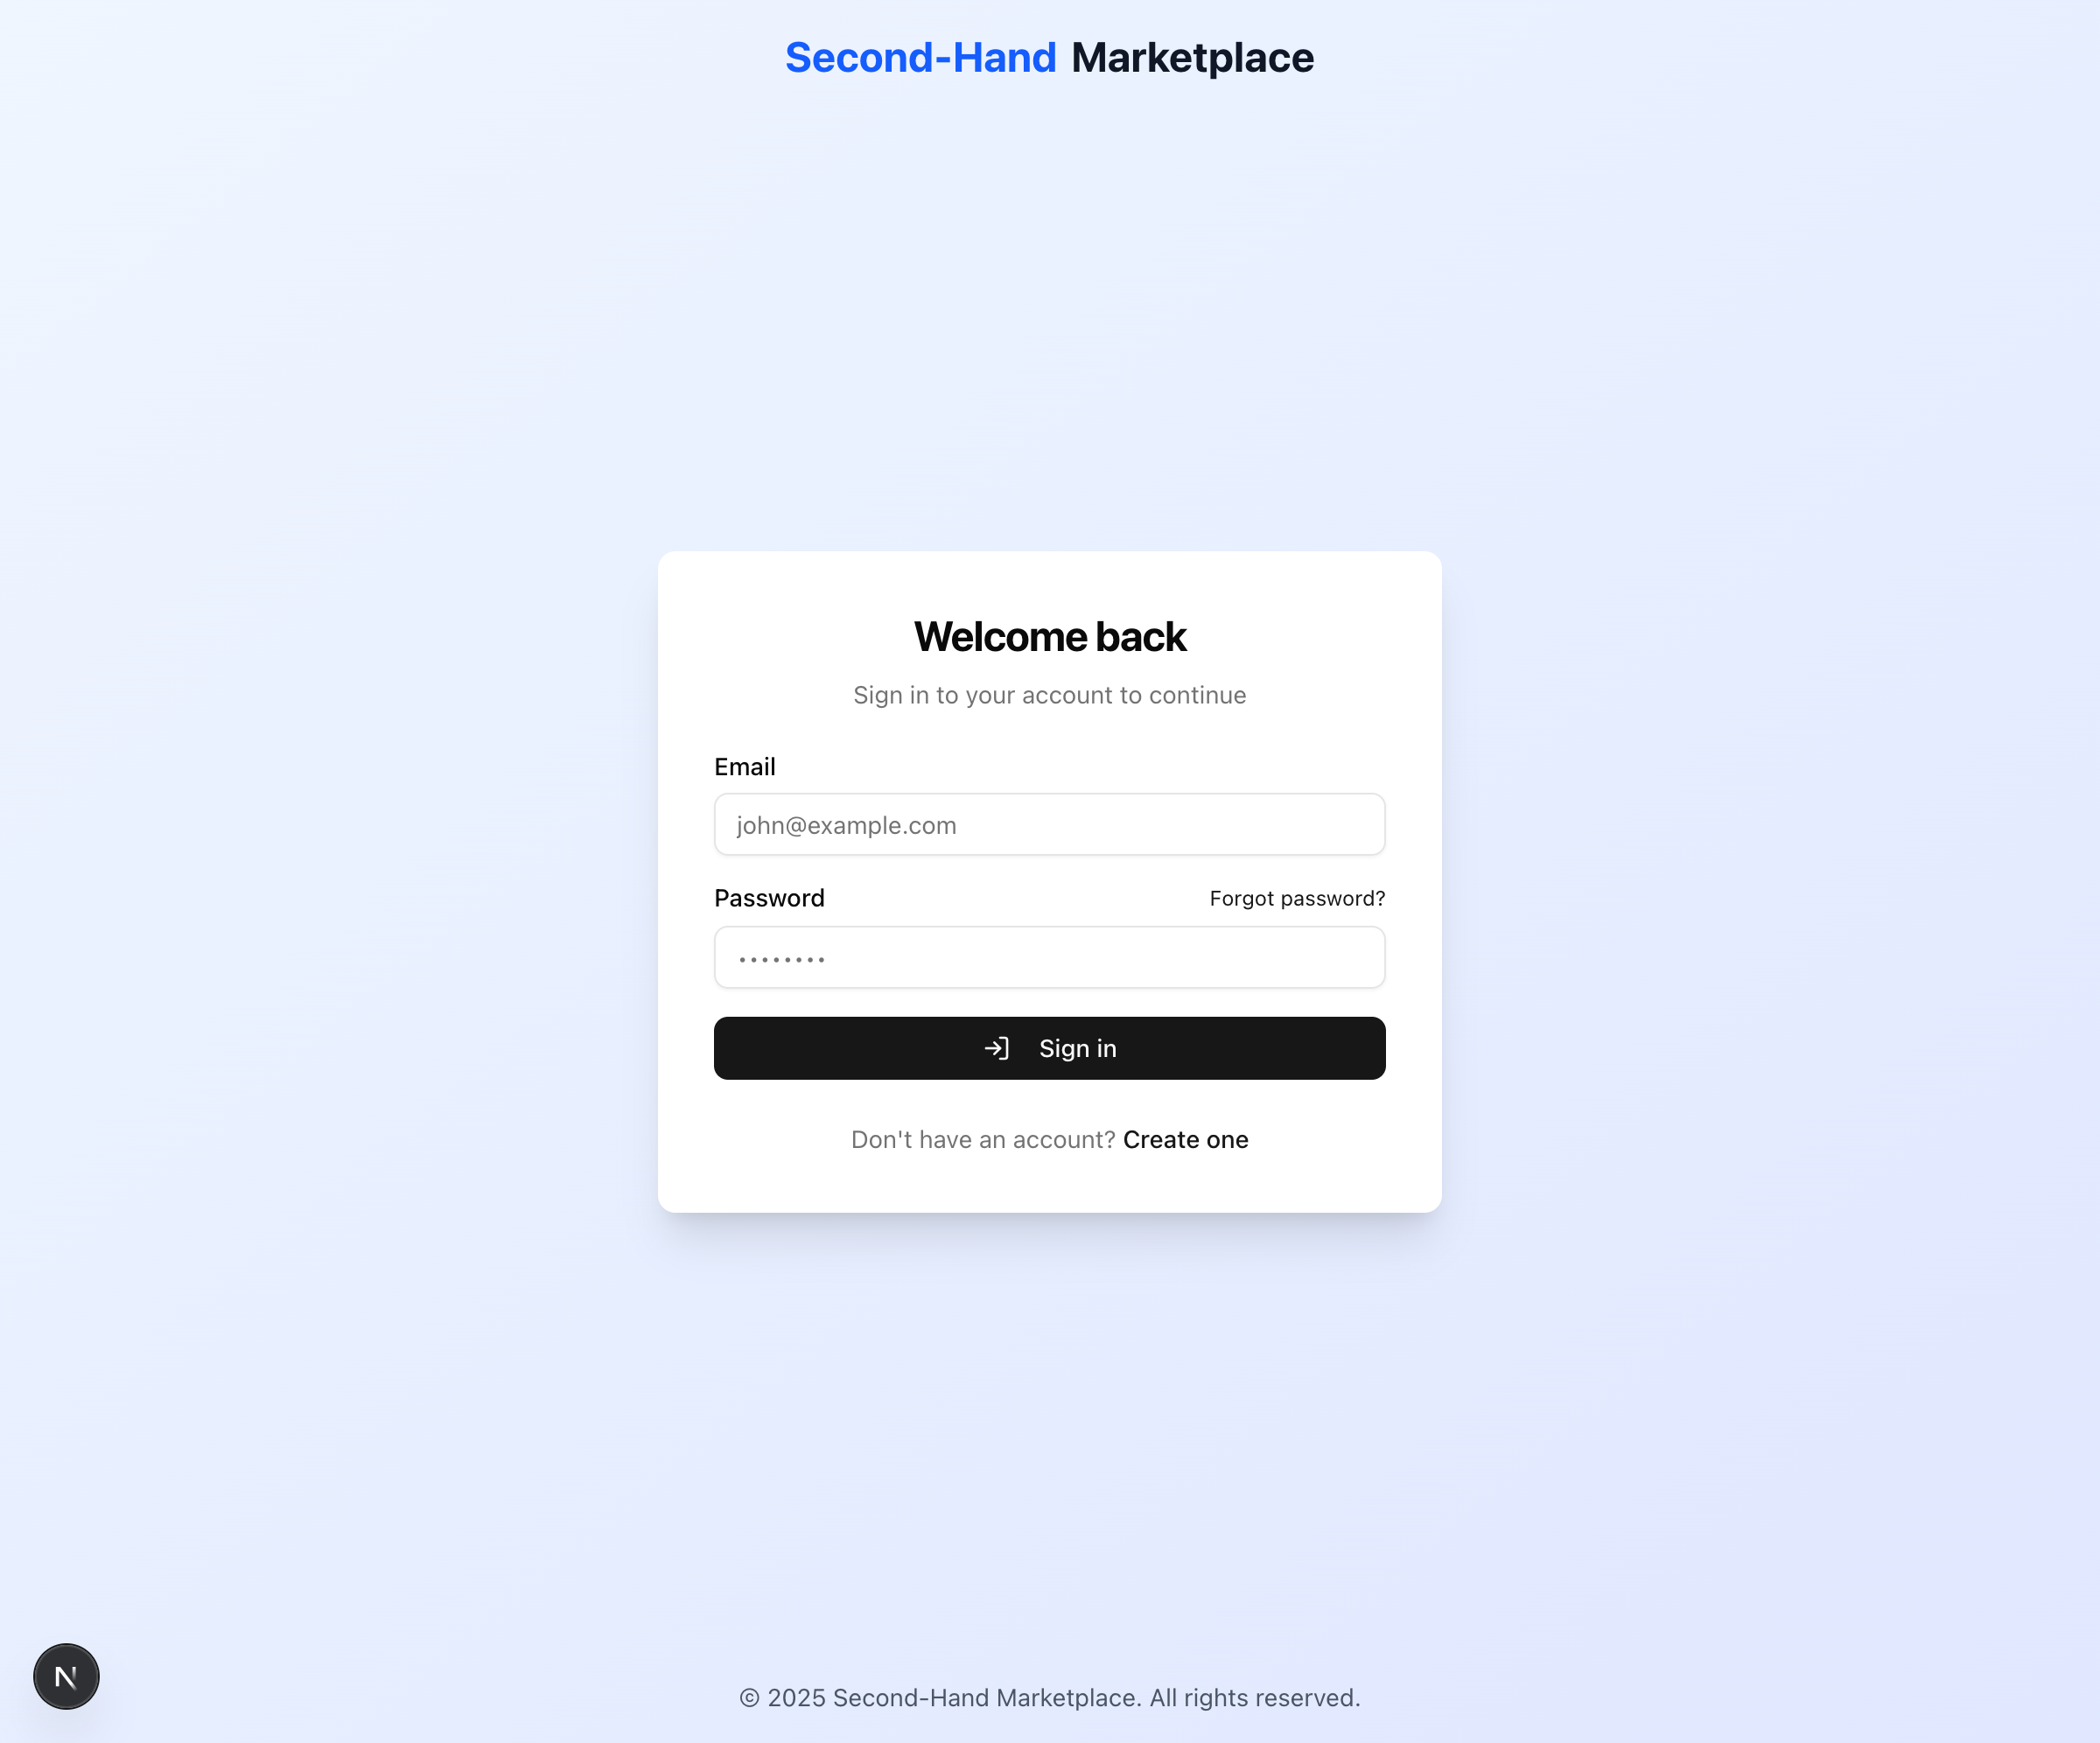 Second-Hand Marketplace
Welcome back
Sign in to your account to continue
Email
john@example.com
Password
Forgot password?
••••••••
Sign in
Don't have an account? Create one
N
© 2025 Second-Hand Marketplace. All rights reserved.